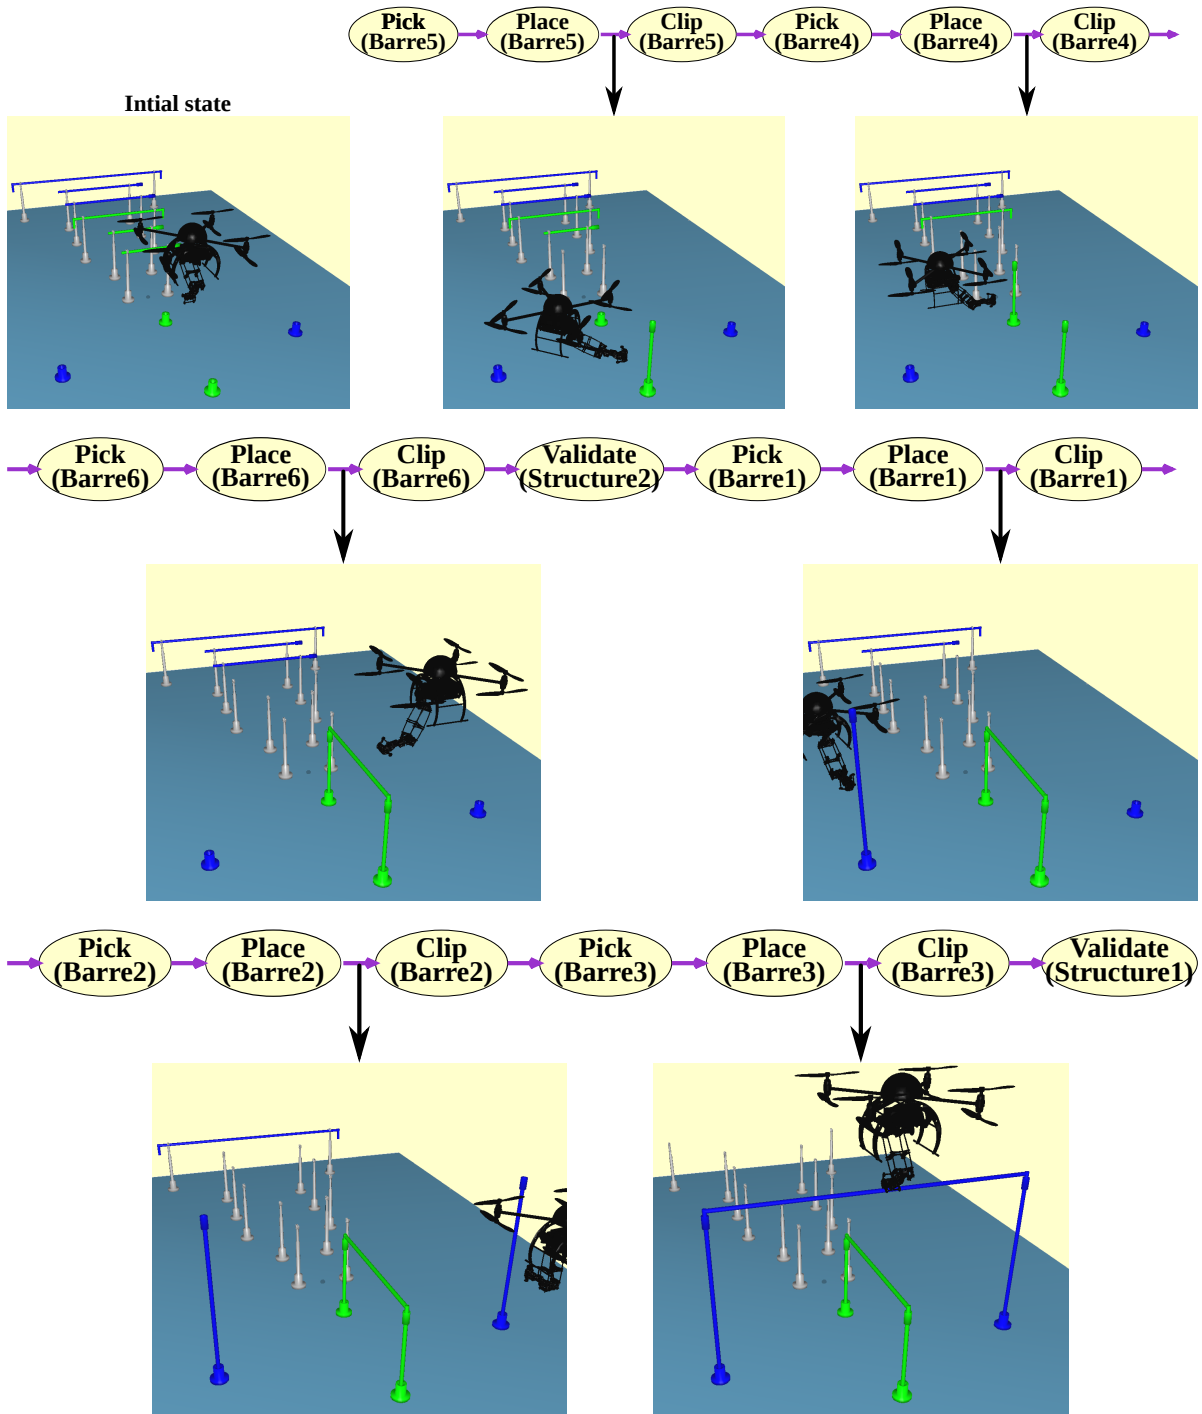 Pick
(Barre5)
Place
(Barre5)
Clip
(Barre5)
Pick
(Barre4)
Place
(Barre4)
Clip
(Barre4)
Intial state
Pick
(Barre6)
Place
(Barre6)
Clip
(Barre6)
Validate
(Structure2)
Pick
(Barre1)
Place
(Barre1)
Clip
(Barre1)
Pick
(Barre2)
Place
(Barre2)
Clip
(Barre2)
Pick
(Barre3)
Place
(Barre3)
Clip
(Barre3)
Validate
(Structure1)